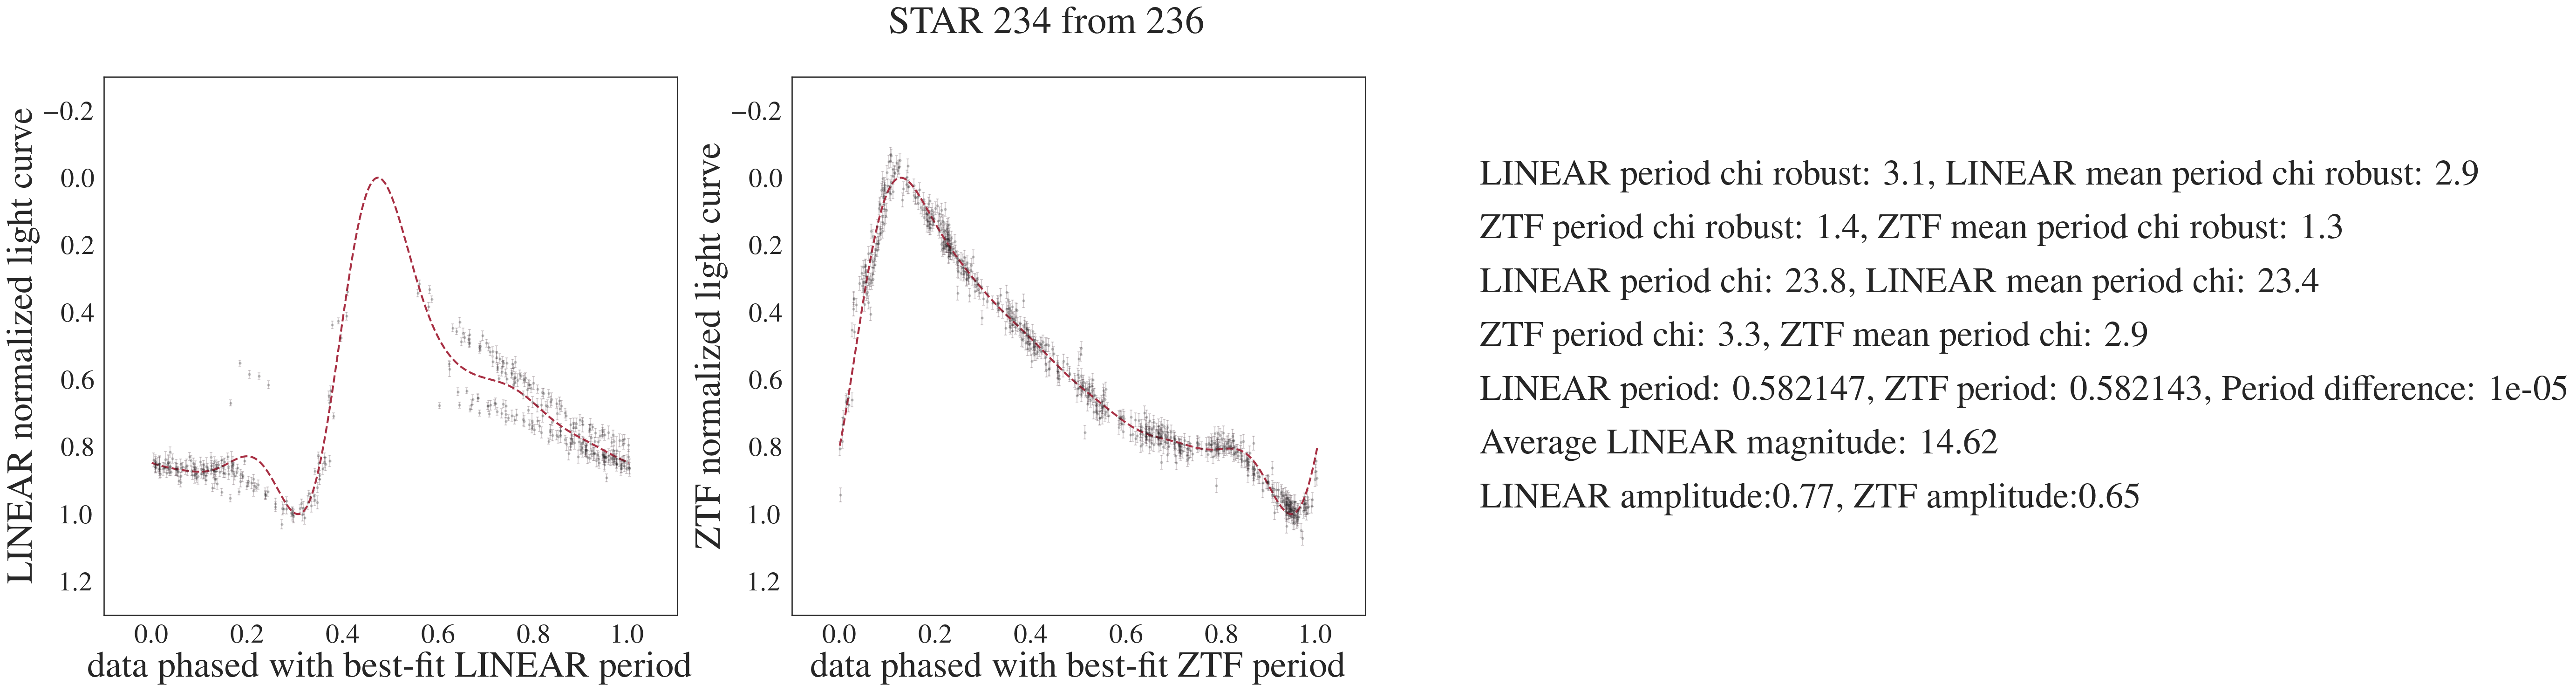 STAR 234 from 236
LINEAR normalized light curve
−0.2
0.0
0.2
0.4
0.6
0.8
1.0
1.2
0.0 0.2 0.4 0.6 0.8 1.0
data phased with best-fit LINEAR period
ZTF normalized light curve
−0.2
0.0
0.2
0.4
0.6
0.8
1.0
1.2
0.0 0.2 0.4 0.6 0.8 1.0
data phased with best-fit ZTF period
LINEAR period chi robust: 3.1, LINEAR mean period chi robust: 2.9
ZTF period chi robust: 1.4, ZTF mean period chi robust: 1.3
LINEAR period chi: 23.8, LINEAR mean period chi: 23.4
ZTF period chi: 3.3, ZTF mean period chi: 2.9
LINEAR period: 0.582147, ZTF period: 0.582143, Period difference: 1e-05
Average LINEAR magnitude: 14.62
LINEAR amplitude:0.77, ZTF amplitude:0.65